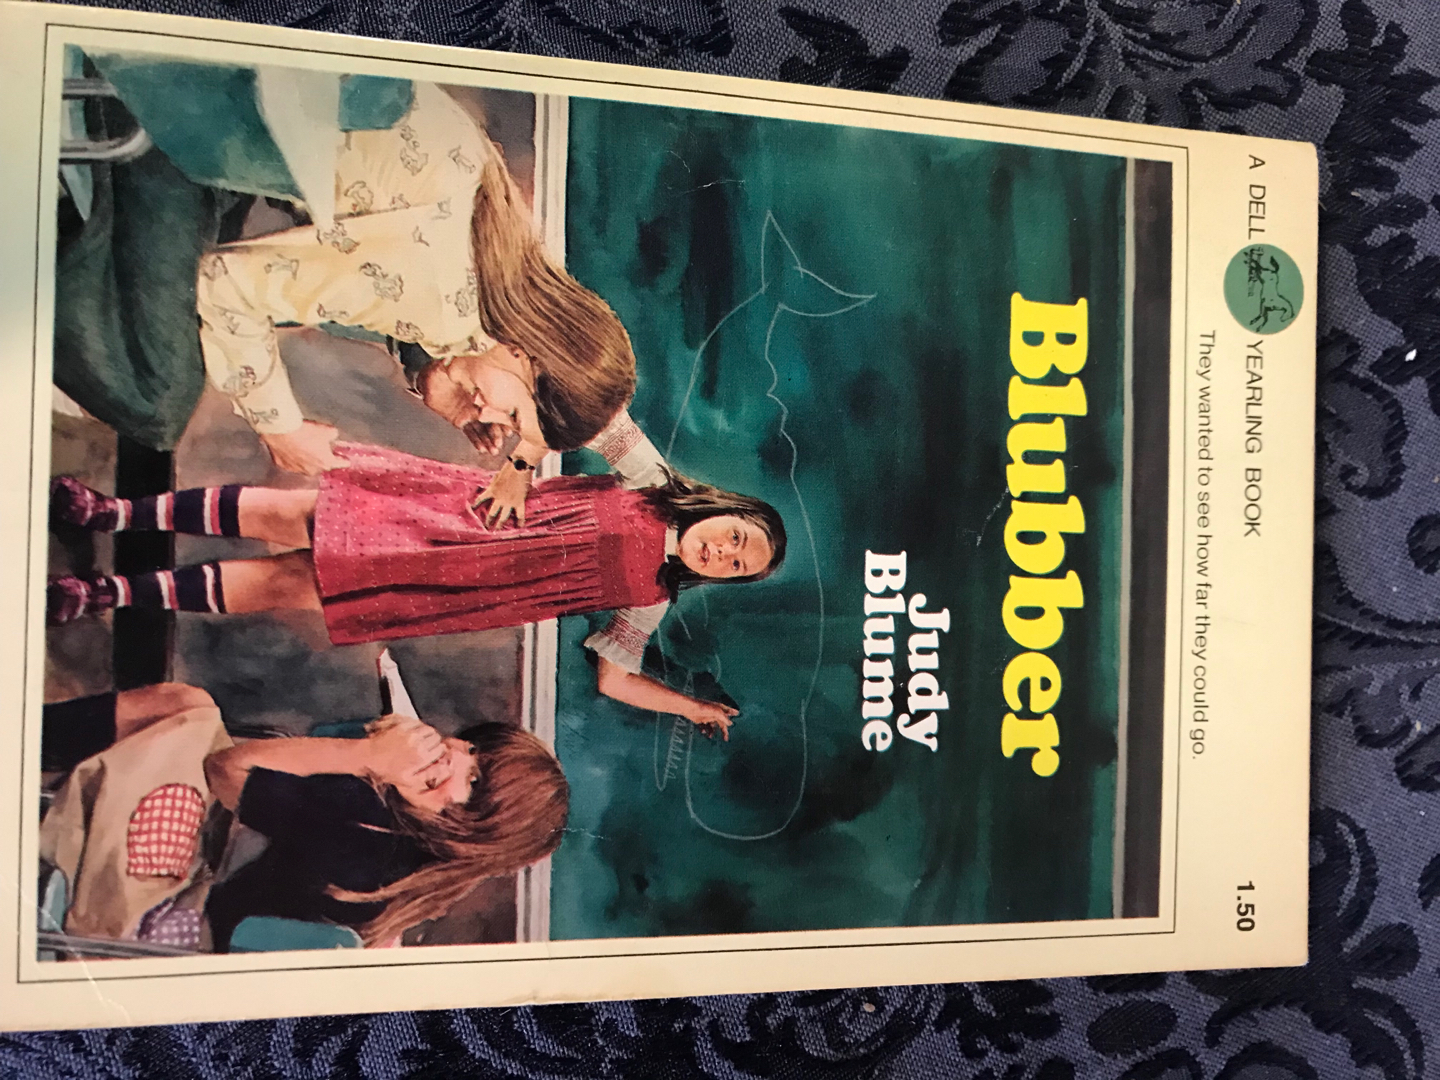 A DELL YEARLING BOOK 1.50
They wanted to see how far they could go.
Blubber
Judy
Blume